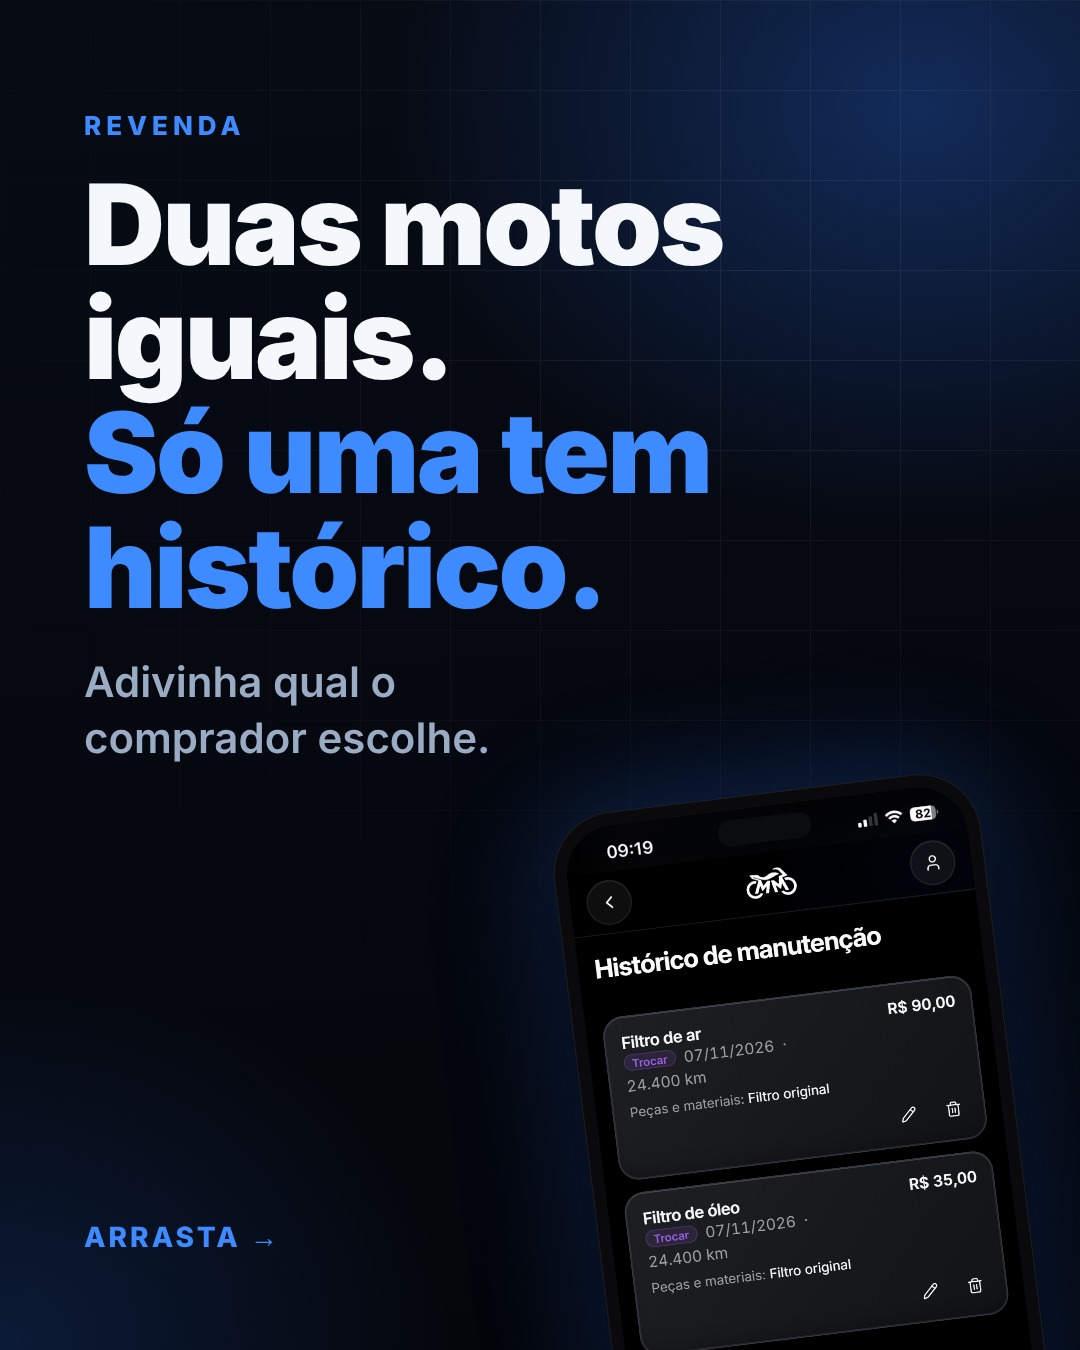 REVENDA
Duas motos
iguais.
Só uma tem
histórico.
Adivinha qual o
comprador escolhe.
09:19
82
MM
Histórico de manutenção
R$ 90,00
Filtro de ar
Trocar 07/11/2026 ·
24.400 km
Peças e materiais: Filtro original
R$ 35,00
Filtro de óleo
Trocar 07/11/2026 ·
24.400 km
Peças e materiais: Filtro original
ARRASTA →